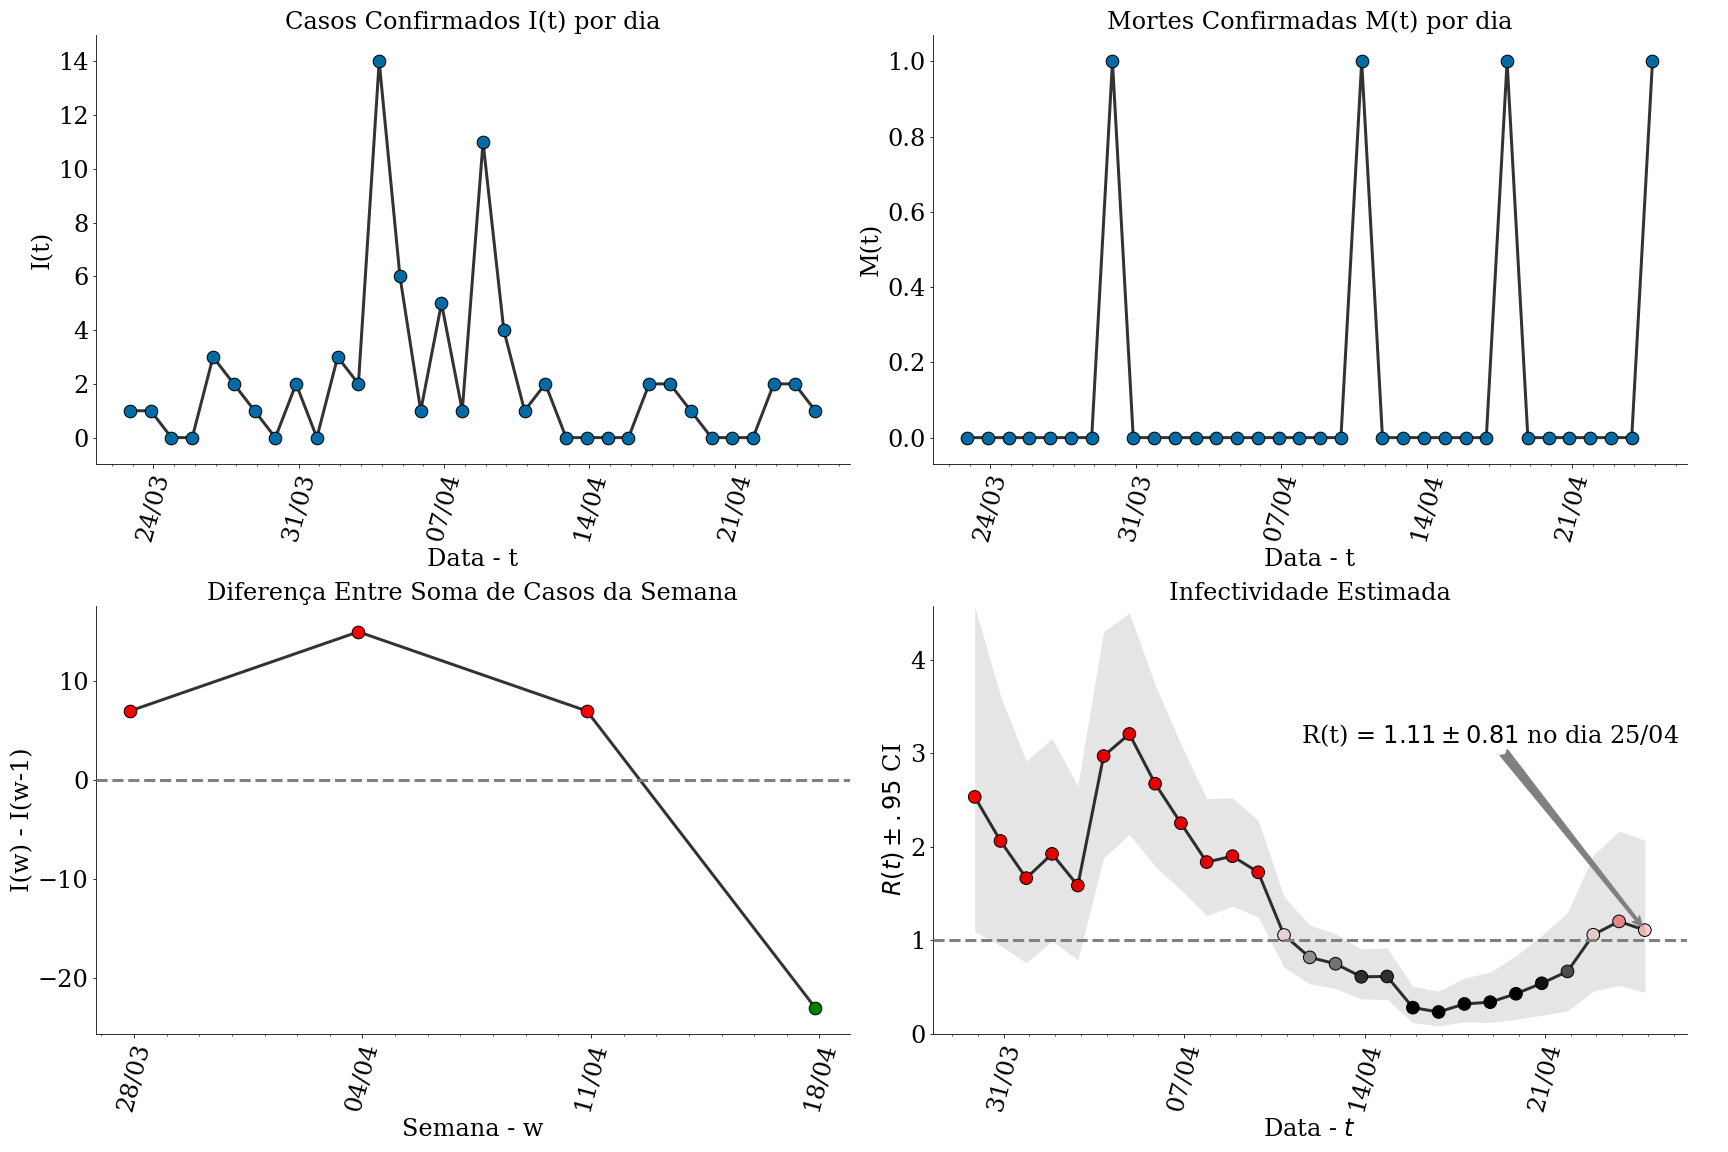 Casos Confirmados I(t) por dia
I(t)
14
12
10
8
6
4
2
0
24/03 31/03 07/04 14/04 21/04
Data - t
Mortes Confirmadas M(t) por dia
M(t)
1.0
0.8
0.6
0.4
0.2
0.0
24/03 31/03 07/04 14/04 21/04
Data - t
Diferença Entre Soma de Casos da Semana
I(w) - I(w-1)
10
0
−10
−20
28/03 04/04 11/04 18/04
Semana - w
Infectividade Estimada
R(t) ± .95 CI
4
3
2
1
0
R(t) = 1.11 ± 0.81 no dia 25/04
31/03 07/04 14/04 21/04
Data - t